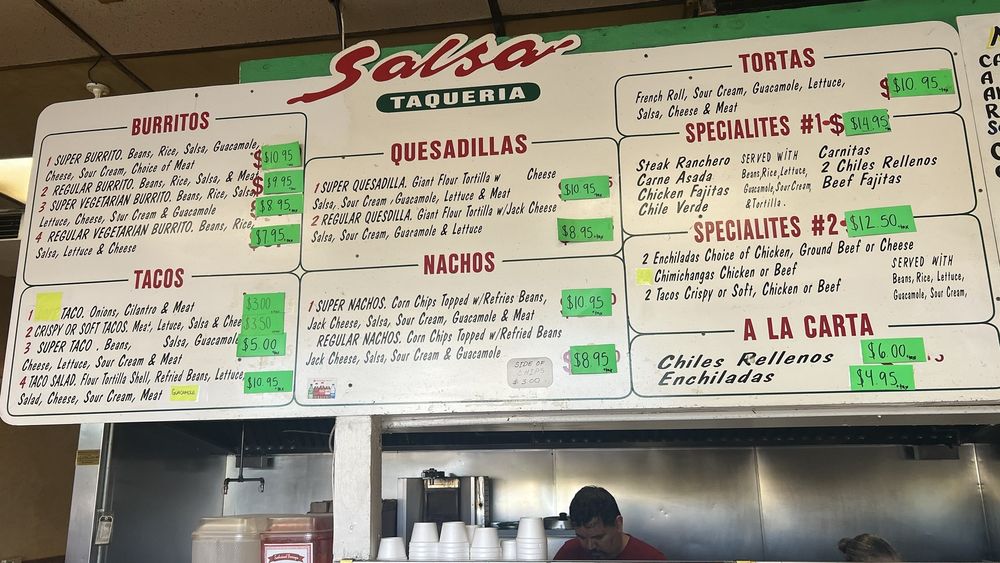 Salsa
TAQUERIA
BURRITOS
1 SUPER BURRITO. Beans, Rice, Salsa, Guacamole, $10.95
Cheese, Sour Cream, Choice of Meat
2 REGULAR BURRITO. Beans, Rice, Salsa, & Meat $9.95
3 SUPER VEGETARIAN BURRITO. Beans, Rice, Salsa $8.95
Lettuce, Cheese, Sour Cream & Guacamole
4 REGULAR VEGETARIAN BURRITO. Beans, Rice, $7.95
Salsa, Lettuce & Cheese
TACOS
1 TACO. Onions, Cilantro & Meat $3.00
2 CRISPY OR SOFT TACOS. Meat, Letuce, Salsa & Chee $3.50
3 SUPER TACO . Beans, Salsa, Guacamole $5.00
Cheese, Lettuce, Sour Cream & Meat
4 TACO SALAD. Flour Tortilla Shell, Refried Beans, Lettuce, $10.95
Salad, Cheese, Sour Cream, Meat GUACAMOLE
QUESADILLAS
1 SUPER QUESADILLA. Giant Flour Tortilla w Cheese
Salsa, Sour Cream , Guacamole, Lettuce & Meat $10.95
2 REGULAR QUESDILLA. Giant Flour Tortilla w/Jack Cheese
Salsa, Sour Cream, Guaramole & Lettuce $8.95
NACHOS
1 SUPER NACHOS. Corn Chips Topped w/Refries Beans, $10.95
Jack Cheese, Salsa, Sour Cream, Guacamole & Meat
. REGULAR NACHOS. Corn Chips Topped w/Refried Beans
Jack Cheese, Salsa, Sour Cream & Guacamole $8.95
SIDE OF
CHIPS
$3.00
TORTAS
French Roll, Sour Cream, Guacamole, Lettuce, $10.95
Salsa, Cheese & Meat
SPECIALITES #1-$ $14.95
Steak Ranchero
Carne Asada
Chicken Fajitas
Chile Verde
SERVED WITH
Beans, Rice, Lettuce,
Guacamole, Sour Cream,
& Tortilla.
Carnitas
2 Chiles Rellenos
Beef Fajitas
SPECIALITES #2- $12.50
2 Enchiladas Choice of Chicken, Ground Beef or Cheese
Chimichangas Chicken or Beef
2 Tacos Crispy or Soft, Chicken or Beef
SERVED WITH
Beans, Rice, Lettuce,
Guacamole, Sour Cream,
A LA CARTA
Chiles Rellenos $6.00
Enchiladas $4.95